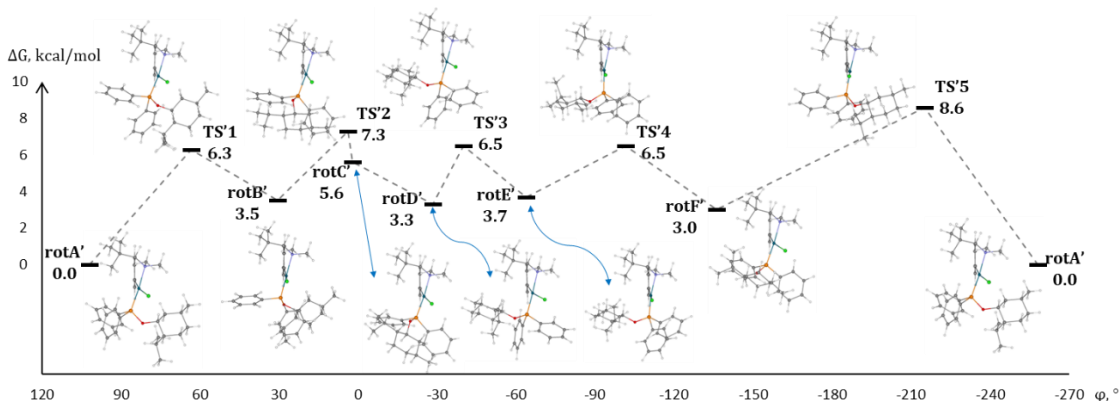 ΔG, kcal/mol
10
8
6
4
2
0
rotA'
0.0
TS'1
6.3
rotB'
3.5
TS'2
7.3
rotC'
5.6
rotD'
3.3
TS'3
6.5
rotE'
3.7
TS'4
6.5
rotF'
3.0
TS'5
8.6
rotA'
0.0
120 90 60 30 0 -30 -60 -90 -120 -150 -180 -210 -240 -270 φ, °